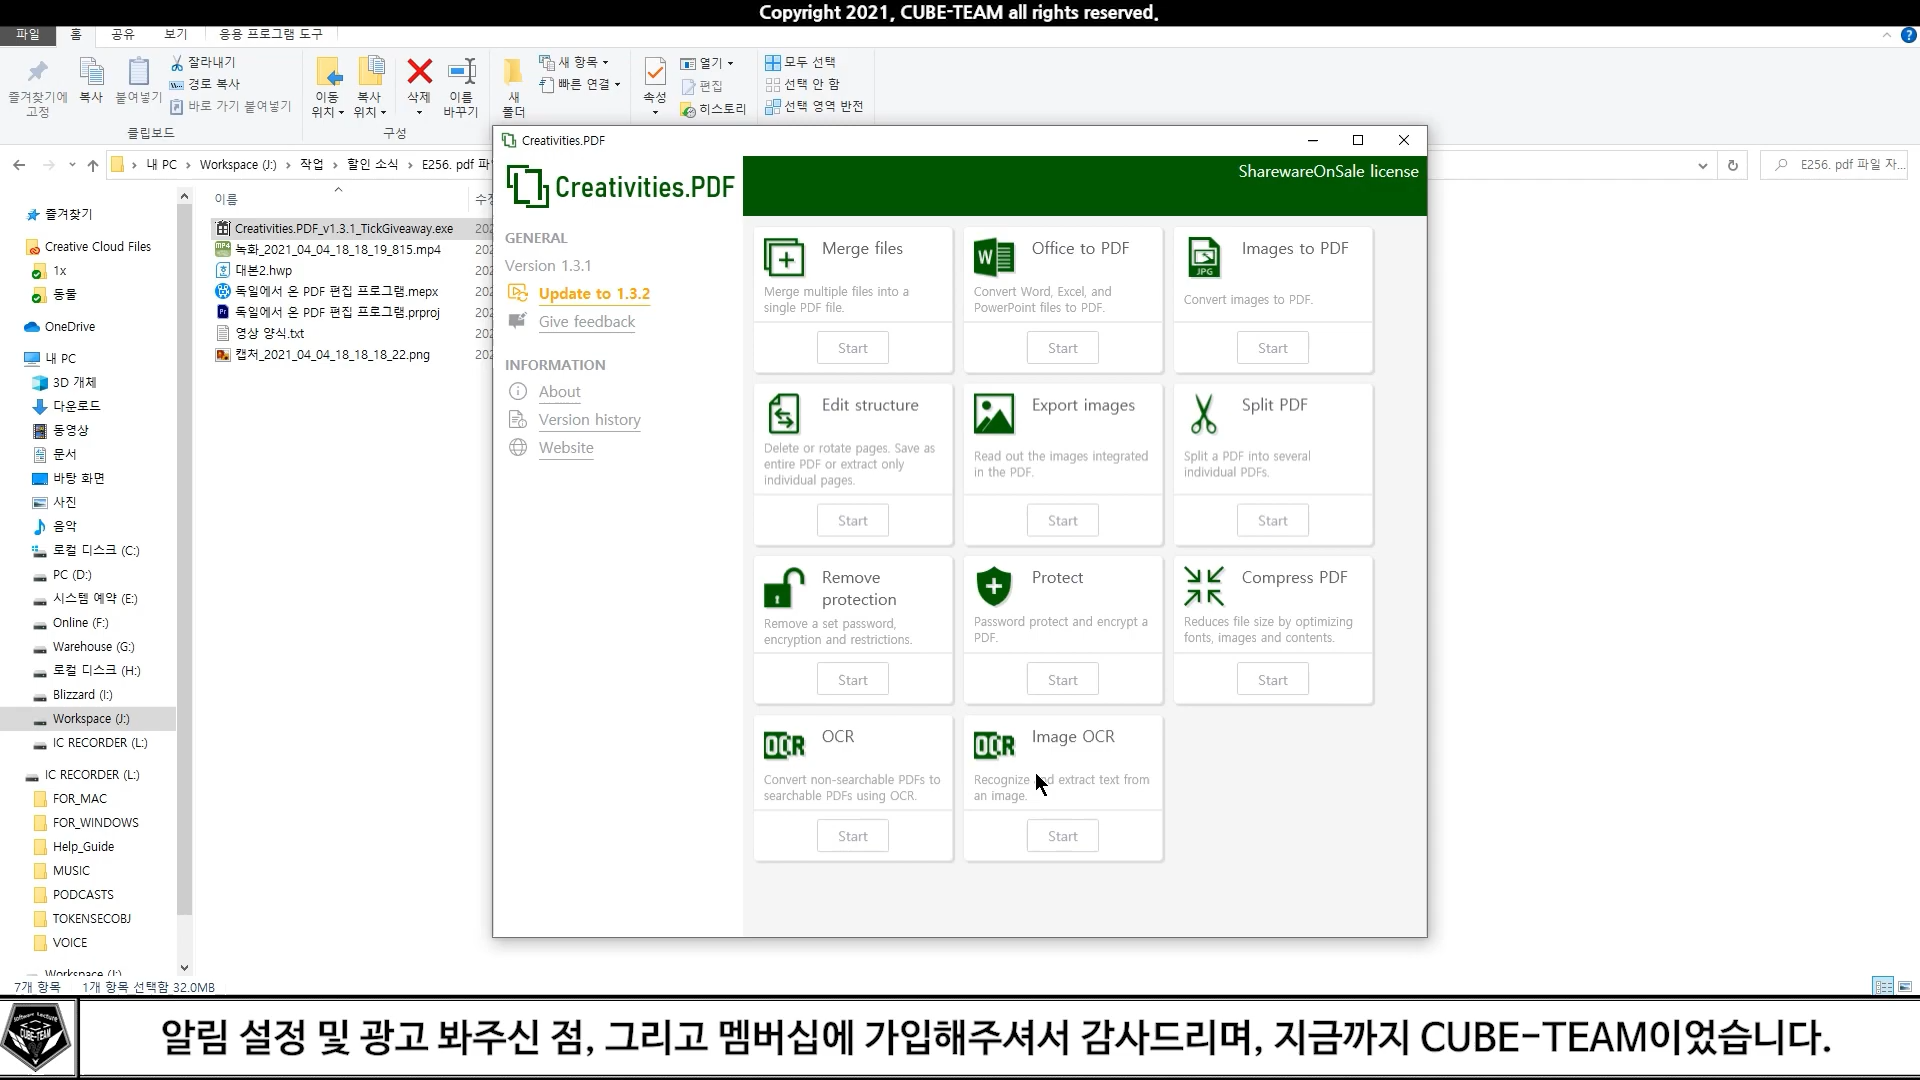 Copyright 2021, CUBE-TEAM all rights reserved.
파일 홈 공유 보기 응용 프로그램 도구
즐겨찾기에 고정
복사
붙여넣기
잘라내기
경로 복사
바로 가기 붙여넣기
클립보드
이동 위치
복사 위치
삭제
이름 바꾸기
구성
새 폴더
새 항목
빠른 연결
속성
열기
편집
히스토리
모두 선택
선택 안 함
선택 영역 반전
내 PC > Workspace (J:) > 작업 > 할인 소식 > E256. pdf 파
E256. pdf 파일 자...
즐겨찾기
Creative Cloud Files
1x
동물
OneDrive
내 PC
3D 개체
다운로드
동영상
문서
바탕 화면
사진
음악
로컬 디스크 (C:)
PC (D:)
시스템 예약 (E:)
Online (F:)
Warehouse (G:)
로컬 디스크 (H:)
Blizzard (I:)
Workspace (J:)
IC RECORDER (L:)
IC RECORDER (L:)
FOR_MAC
FOR_WINDOWS
Help_Guide
MUSIC
PODCASTS
TOKENSECOBJ
VOICE
Workspace (J:)
7개 항목 1개 항목 선택함 32.0MB
이름
Creativities.PDF_v1.3.1_TickGiveaway.exe
녹화_2021_04_04_18_18_19_815.mp4
대본2.hwp
독일에서 온 PDF 편집 프로그램.mepx
독일에서 온 PDF 편집 프로그램.prproj
영상 양식.txt
캡처_2021_04_04_18_18_18_22.png
Creativities.PDF
Creativities.PDF
SharewareOnSale license
GENERAL
Version 1.3.1
Update to 1.3.2
Give feedback
INFORMATION
About
Version history
Website
Merge files
Merge multiple files into a
single PDF file.
Start
Office to PDF
Convert Word, Excel, and
PowerPoint files to PDF.
Start
JPG
Images to PDF
Convert images to PDF.
Start
Edit structure
Delete or rotate pages. Save as
entire PDF or extract only
individual pages.
Start
Export images
Read out the images integrated
in the PDF.
Start
Split PDF
Split a PDF into several
individual PDFs.
Start
Remove
protection
Remove a set password,
encryption and restrictions.
Start
Protect
Password protect and encrypt a
PDF.
Start
Compress PDF
Reduces file size by optimizing
fonts, images and contents.
Start
OCR
OCR
Convert non-searchable PDFs to
searchable PDFs using OCR.
Start
OCR
Image OCR
Recognize and extract text from
an image.
Start
Software Lecture
CUBE-TEAM
알림 설정 및 광고 봐주신 점, 그리고 멤버십에 가입해주셔서 감사드리며, 지금까지 CUBE-TEAM이었습니다.